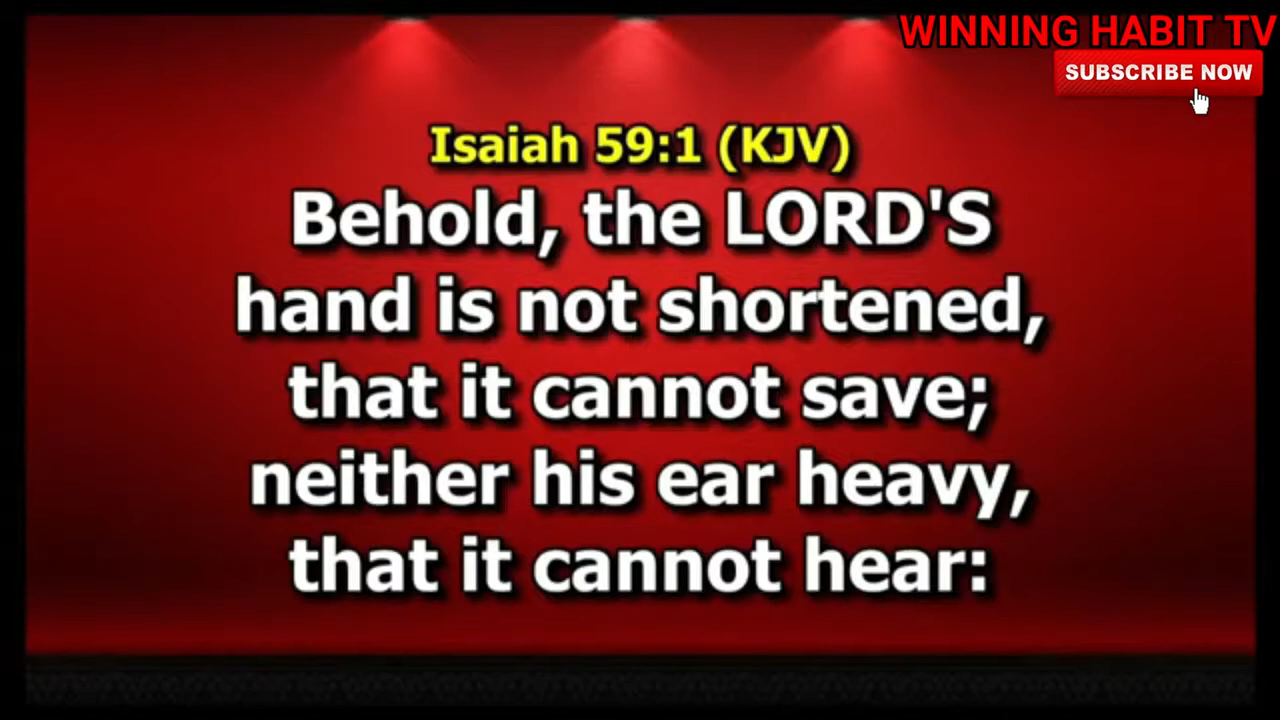 WINNING HABIT TV
SUBSCRIBE NOW
Isaiah 59:1 (KJV)
Behold, the LORD'S
hand is not shortened,
that it cannot save;
neither his ear heavy,
that it cannot hear: